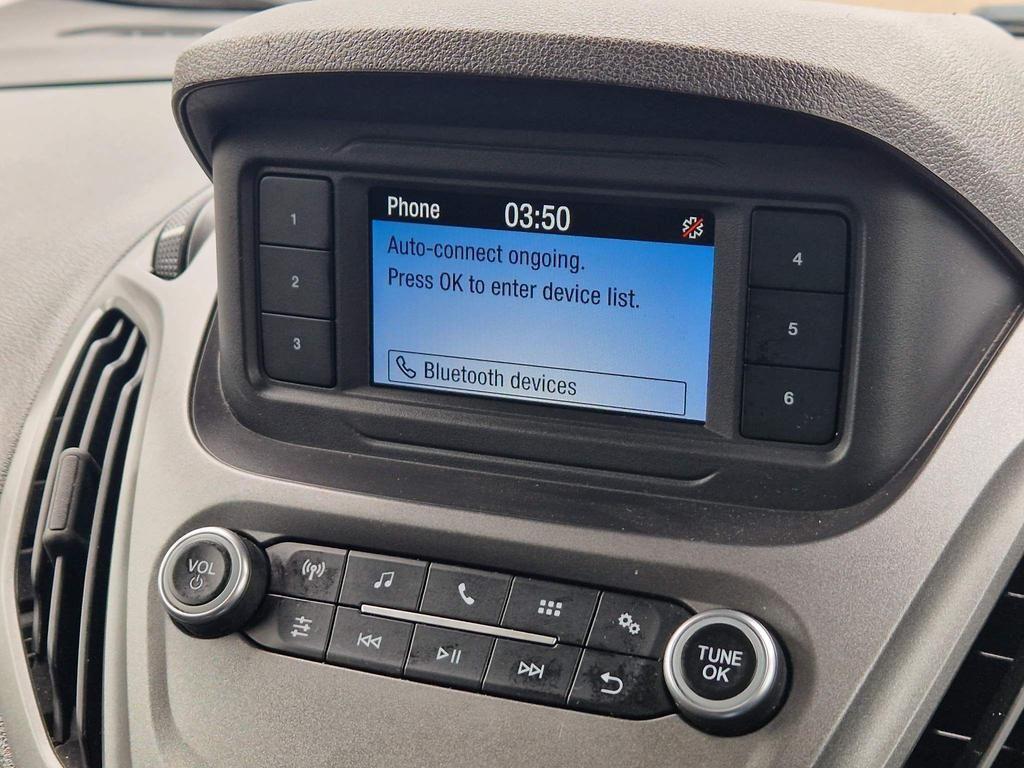 1
2
3
Phone 03:50
Auto-connect ongoing.
Press OK to enter device list.
Bluetooth devices
4
5
6
VOL
TUNE
OK